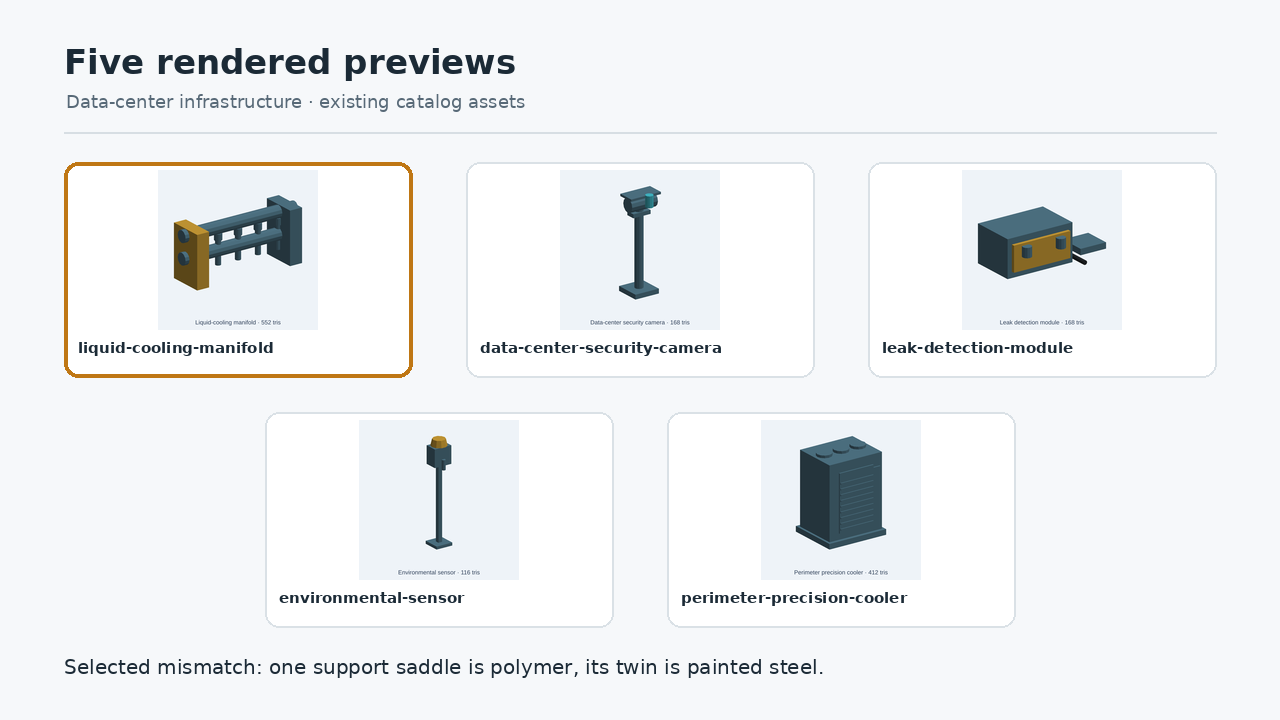 Five rendered previews
Data-center infrastructure · existing catalog assets
Liquid-cooling manifold - 552 tris
liquid-cooling-manifold
Data-center security camera - 168 tris
data-center-security-camera
Leak detection module - 168 tris
leak-detection-module
Environmental sensor - 116 tris
environmental-sensor
Perimeter precision cooler - 412 tris
perimeter-precision-cooler
Selected mismatch: one support saddle is polymer, its twin is painted steel.